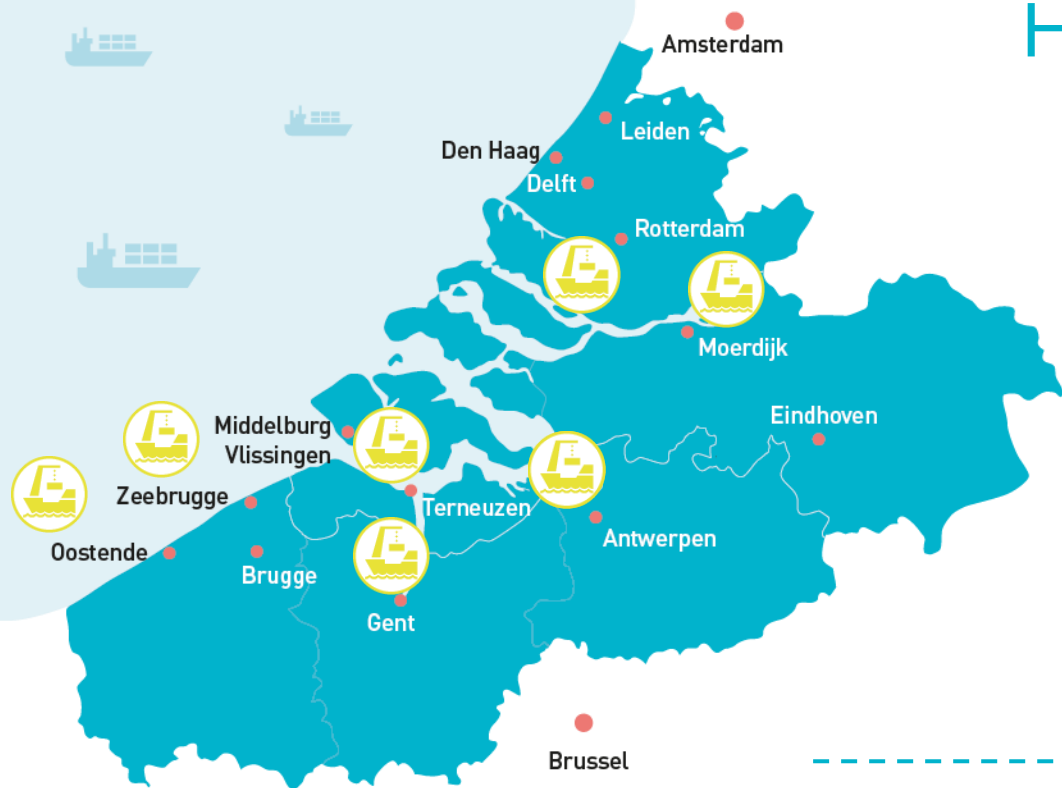 Amsterdam
Leiden
Den Haag
Delft
Rotterdam
Moerdijk
Eindhoven
Middelburg
Vlissingen
Zeebrugge
Terneuzen
Oostende
Antwerpen
Brugge
Gent
Brussel